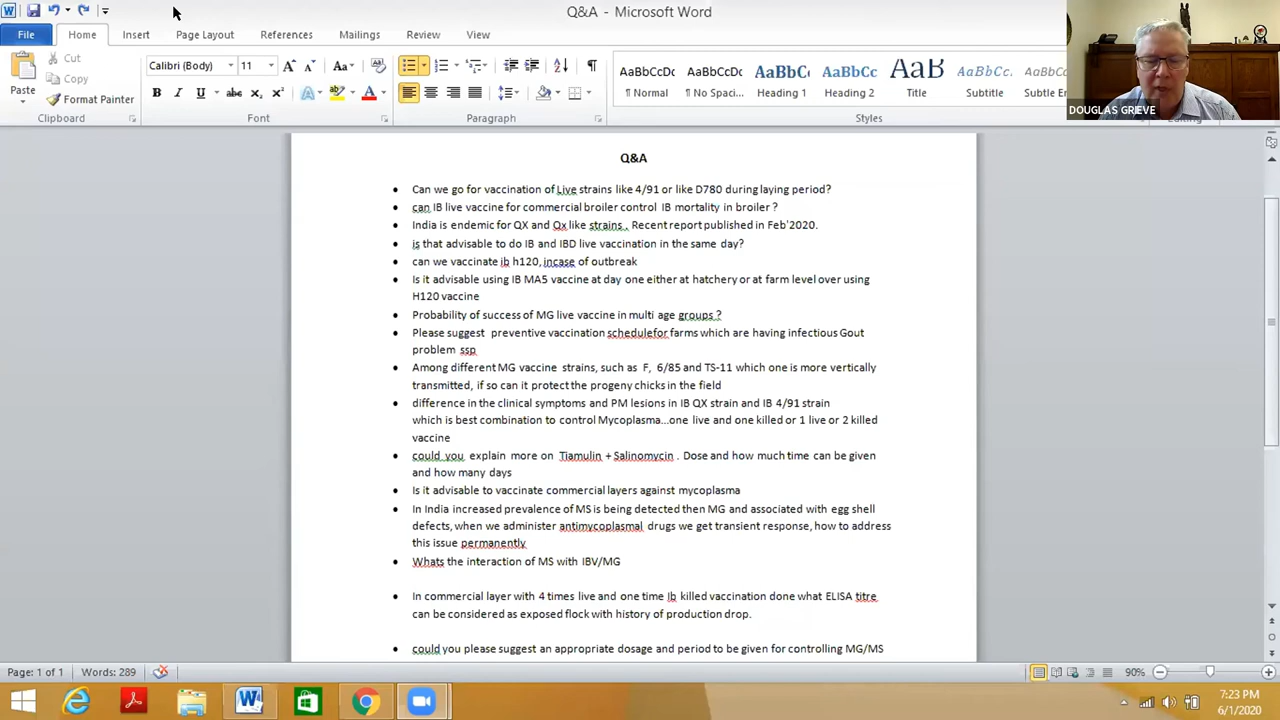 Q&A - Microsoft Word
File Home Insert Page Layout References Mailings Review View
Cut
Copy
Format Painter
Paste
Clipboard
Calibri (Body) 11
Font
Paragraph
AaBbCcDc AaBbCcDc AaBbC AaBbCc AaB AaBbCc. AaBbCcDc
¶ Normal ¶ No Spaci... Heading 1 Heading 2 Title Subtitle Subtle Em
Styles
Editing
DOUGLAS GRIEVE
Q&A
• Can we go for vaccination of Live strains like 4/91 or like D780 during laying period?
• can IB live vaccine for commercial broiler control IB mortality in broiler ?
• India is endemic for QX and Qx like strains,. Recent report published in Feb'2020.
• is that advisable to do IB and IBD live vaccination in the same day?
• can we vaccinate ib h120, incase of outbreak
• Is it advisable using IB MA5 vaccine at day one either at hatchery or at farm level over using
H120 vaccine
• Probability of success of MG live vaccine in multi age groups ?
• Please suggest preventive vaccination schedulefor farms which are having infectious Gout
problem ssp
• Among different MG vaccine strains, such as F, 6/85 and TS-11 which one is more vertically
transmitted, if so can it protect the progeny chicks in the field
• difference in the clinical symptoms and PM lesions in IB QX strain and IB 4/91 strain
which is best combination to control Mycoplasma...one live and one killed or 1 live or 2 killed
vaccine
• could you explain more on Tiamulin + Salinomycin . Dose and how much time can be given
and how many days
• Is it advisable to vaccinate commercial layers against mycoplasma
• In India increased prevalence of MS is being detected then MG and associated with egg shell
defects, when we administer antimycoplasmal drugs we get transient response, how to address
this issue permanently
• Whats the interaction of MS with IBV/MG
• In commercial layer with 4 times live and one time Ib killed vaccination done what ELISA titre
can be considered as exposed flock with history of production drop.
• could you please suggest an appropriate dosage and period to be given for controlling MG/MS
Page: 1 of 1 Words: 289
90%
7:23 PM
6/1/2020